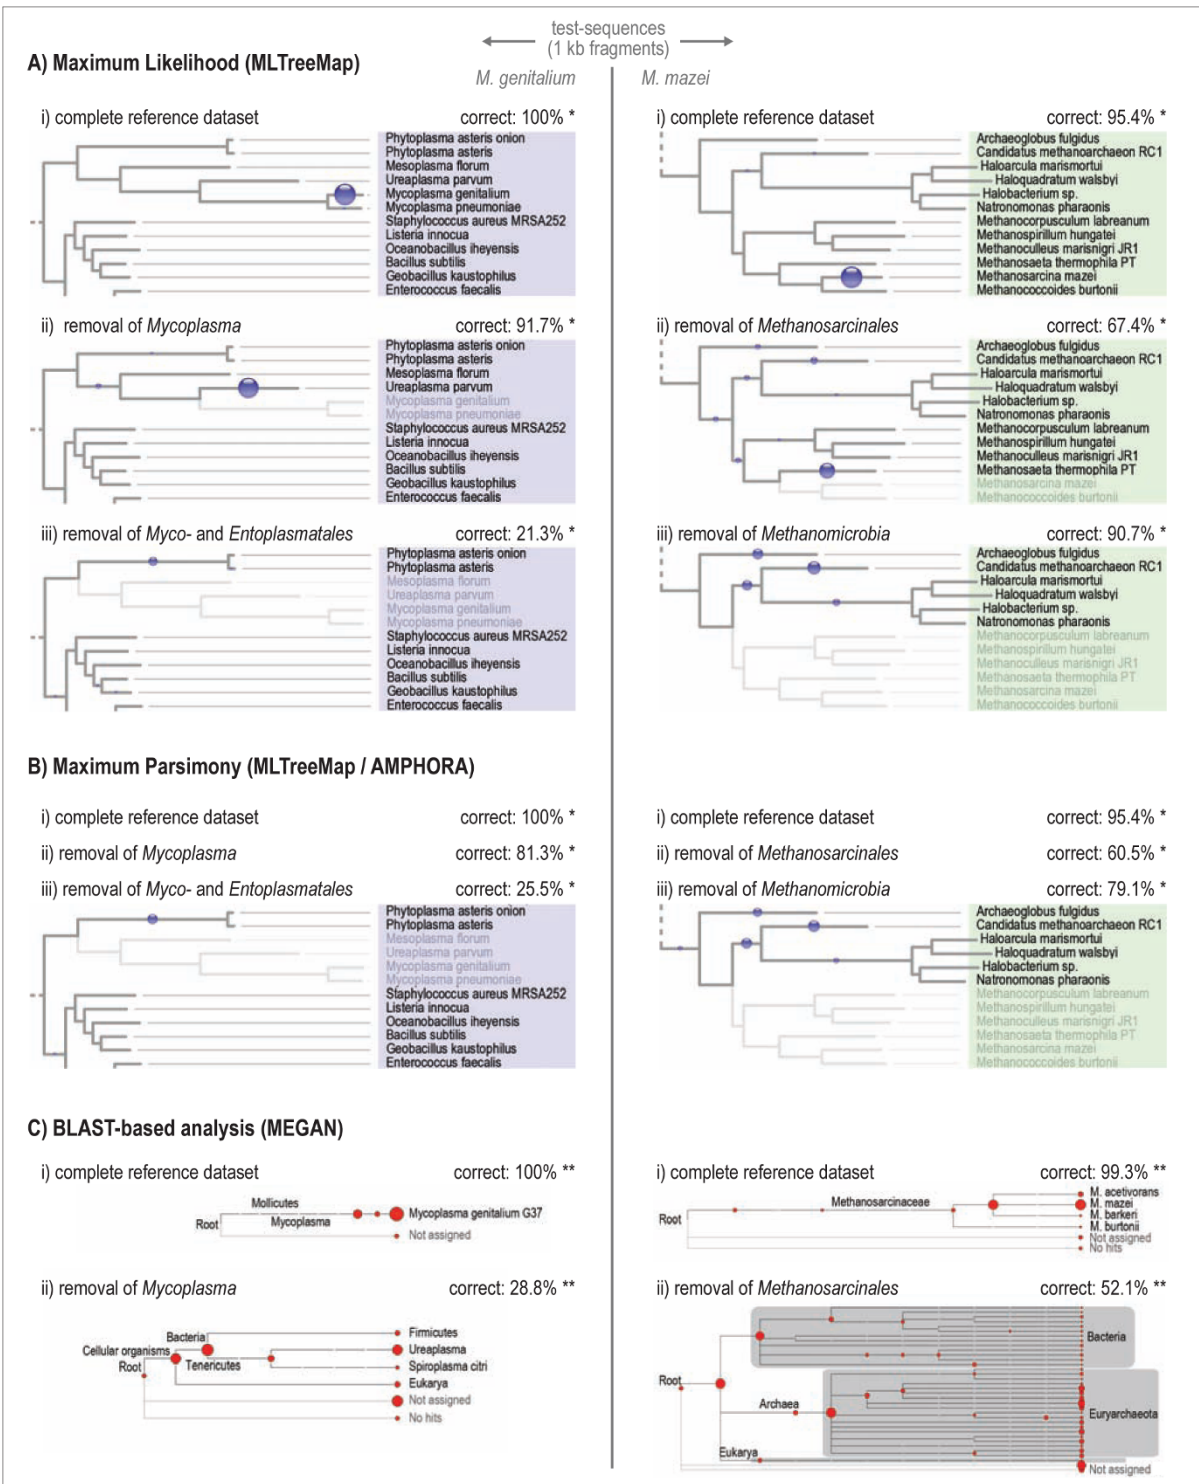 test-sequences
(1 kb fragments)
A) Maximum Likelihood (MLTreeMap)
M. genitalium
M. mazei
i) complete reference dataset correct: 100% *
Phytoplasma asteris onion
Phytoplasma asteris
Mesoplasma florum
Ureaplasma parvum
Mycoplasma genitalium
Mycoplasma pneumoniae
Staphylococcus aureus MRSA252
Listeria innocua
Oceanobacillus iheyensis
Bacillus subtilis
Geobacillus kaustophilus
Enterococcus faecalis
i) complete reference dataset correct: 95.4% *
Archaeoglobus fulgidus
Candidatus methanoarchaeon RC1
Haloarcula marismortui
Haloquadratum walsbyi
Halobacterium sp.
Natronomonas pharaonis
Methanocorpusculum labreanum
Methanospirillum hungatei
Methanoculleus marisnigri JR1
Methanosaeta thermophila PT
Methanosarcina mazei
Methanococcoides burtonii
ii) removal of Mycoplasma correct: 91.7% *
Phytoplasma asteris onion
Phytoplasma asteris
Mesoplasma florum
Ureaplasma parvum
Mycoplasma genitalium
Mycoplasma pneumoniae
Staphylococcus aureus MRSA252
Listeria innocua
Oceanobacillus iheyensis
Bacillus subtilis
Geobacillus kaustophilus
Enterococcus faecalis
ii) removal of Methanosarcinales correct: 67.4% *
Archaeoglobus fulgidus
Candidatus methanoarchaeon RC1
Haloarcula marismortui
Haloquadratum walsbyi
Halobacterium sp.
Natronomonas pharaonis
Methanocorpusculum labreanum
Methanospirillum hungatei
Methanoculleus marisnigri JR1
Methanosaeta thermophila PT
Methanosarcina mazei
Methanococcoides burtonii
iii) removal of Myco- and Entoplasmatales correct: 21.3% *
Phytoplasma asteris onion
Phytoplasma asteris
Mesoplasma florum
Ureaplasma parvum
Mycoplasma genitalium
Mycoplasma pneumoniae
Staphylococcus aureus MRSA252
Listeria innocua
Oceanobacillus iheyensis
Bacillus subtilis
Geobacillus kaustophilus
Enterococcus faecalis
iii) removal of Methanomicrobia correct: 90.7% *
Archaeoglobus fulgidus
Candidatus methanoarchaeon RC1
Haloarcula marismortui
Haloquadratum walsbyi
Halobacterium sp.
Natronomonas pharaonis
Methanocorpusculum labreanum
Methanospirillum hungatei
Methanoculleus marisnigri JR1
Methanosaeta thermophila PT
Methanosarcina mazei
Methanococcoides burtonii
B) Maximum Parsimony (MLTreeMap / AMPHORA)
i) complete reference dataset correct: 100% *
ii) removal of Mycoplasma correct: 81.3% *
iii) removal of Myco- and Entoplasmatales correct: 25.5% *
Phytoplasma asteris onion
Phytoplasma asteris
Mesoplasma florum
Ureaplasma parvum
Mycoplasma genitalium
Mycoplasma pneumoniae
Staphylococcus aureus MRSA252
Listeria innocua
Oceanobacillus iheyensis
Bacillus subtilis
Geobacillus kaustophilus
Enterococcus faecalis
i) complete reference dataset correct: 95.4% *
ii) removal of Methanosarcinales correct: 60.5% *
iii) removal of Methanomicrobia correct: 79.1% *
Archaeoglobus fulgidus
Candidatus methanoarchaeon RC1
Haloarcula marismortui
Haloquadratum walsbyi
Halobacterium sp.
Natronomonas pharaonis
Methanocorpusculum labreanum
Methanospirillum hungatei
Methanoculleus marisnigri JR1
Methanosaeta thermophila PT
Methanosarcina mazei
Methanococcoides burtonii
C) BLAST-based analysis (MEGAN)
i) complete reference dataset correct: 100% **
Mollicutes
Mycoplasma
Root
Mycoplasma genitalium G37
Not assigned
i) complete reference dataset correct: 99.3% **
Methanosarcinaceae
Root
M. acetivorans
M. mazei
M. barkeri
M. burtonii
Not assigned
No hits
ii) removal of Mycoplasma correct: 28.8% **
Bacteria
Cellular organisms
Root
Tenericutes
Firmicutes
Ureaplasma
Spiroplasma citri
Eukarya
Not assigned
No hits
ii) removal of Methanosarcinales correct: 52.1% **
Bacteria
Root
Archaea
Euryarchaeota
Eukarya
Not assigned